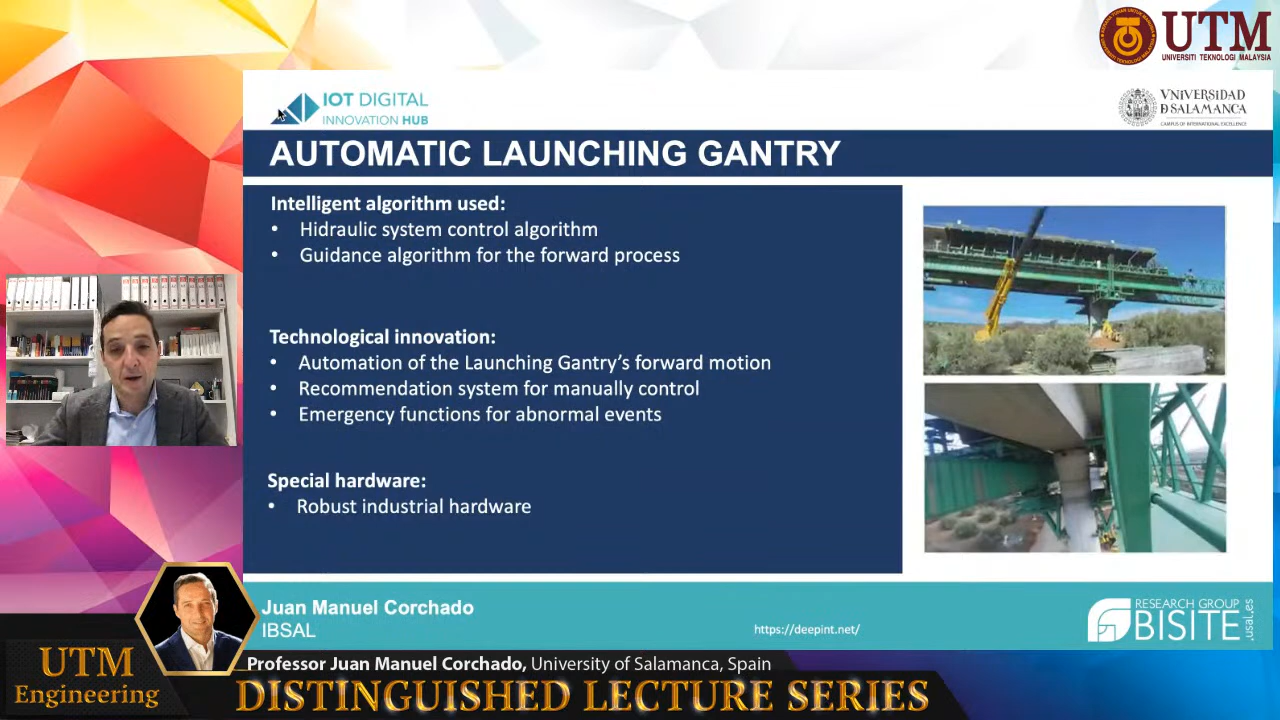 UTM
UNIVERSITI TEKNOLOGI MALAYSIA
IOT DIGITAL
INNOVATION HUB
VNIVERSIDAD
D SALAMANCA
CAMPUS OF INTERNATIONAL EXCELLENCE
AUTOMATIC LAUNCHING GANTRY
Intelligent algorithm used:
• Hidraulic system control algorithm
• Guidance algorithm for the forward process
Technological innovation:
• Automation of the Launching Gantry's forward motion
• Recommendation system for manually control
• Emergency functions for abnormal events
Special hardware:
• Robust industrial hardware
Juan Manuel Corchado
IBSAL
https://deepint.net/
RESEARCH GROUP
BISITE
.usal.es
Professor Juan Manuel Corchado, University of Salamanca, Spain
UTM
Engineering
DISTINGUISHED LECTURE SERIES